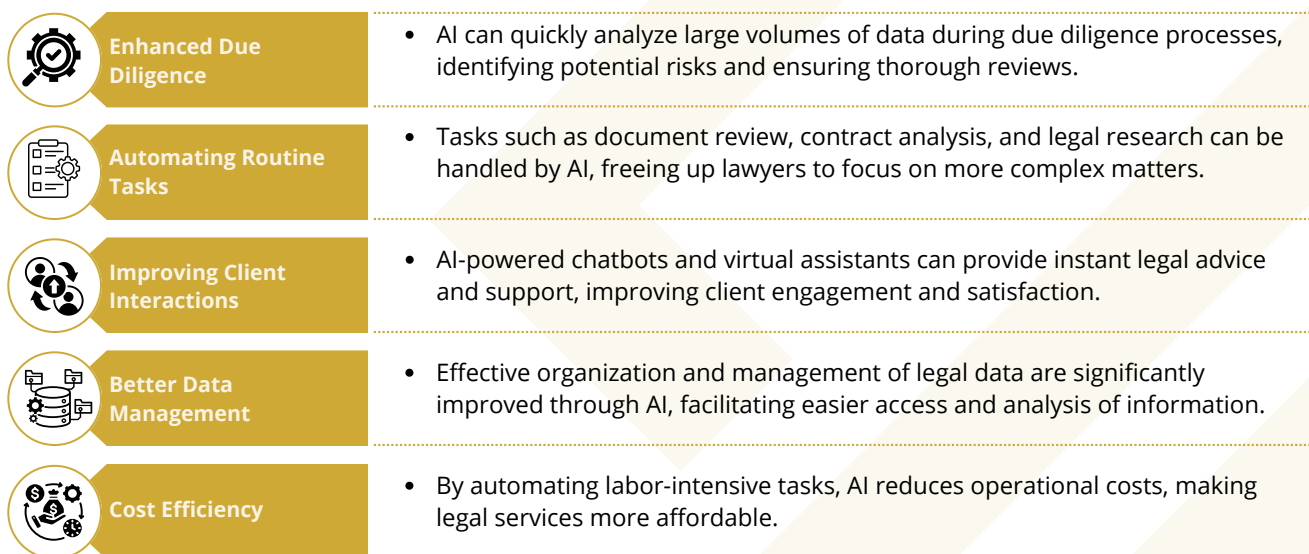 Enhanced Due
Diligence
• AI can quickly analyze large volumes of data during due diligence processes,
identifying potential risks and ensuring thorough reviews.
Automating Routine
Tasks
• Tasks such as document review, contract analysis, and legal research can be
handled by AI, freeing up lawyers to focus on more complex matters.
Improving Client
Interactions
• AI-powered chatbots and virtual assistants can provide instant legal advice
and support, improving client engagement and satisfaction.
Better Data
Management
• Effective organization and management of legal data are significantly
improved through AI, facilitating easier access and analysis of information.
Cost Efficiency
• By automating labor-intensive tasks, AI reduces operational costs, making
legal services more affordable.